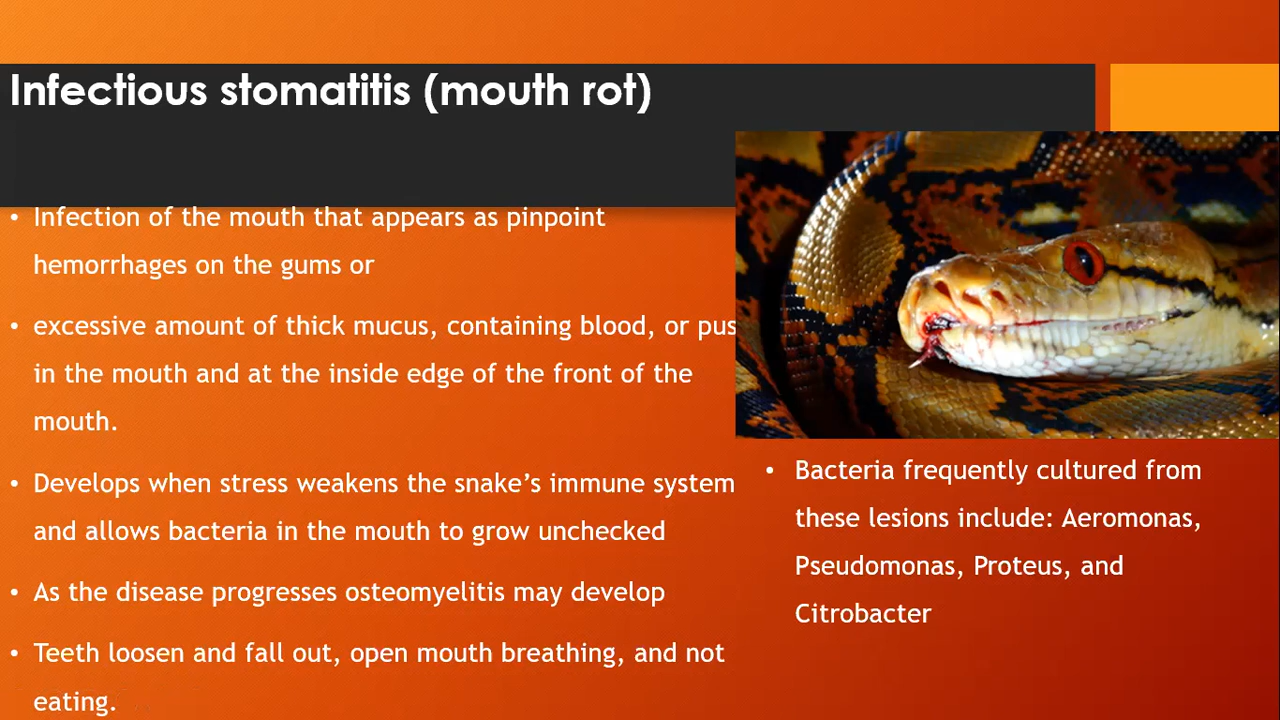 Infectious stomatitis (mouth rot)
• Infection of the mouth that appears as pinpoint
hemorrhages on the gums or
• excessive amount of thick mucus, containing blood, or pus
in the mouth and at the inside edge of the front of the
mouth.
• Develops when stress weakens the snake’s immune system
and allows bacteria in the mouth to grow unchecked
• As the disease progresses osteomyelitis may develop
• Teeth loosen and fall out, open mouth breathing, and not
eating.
• Bacteria frequently cultured from
these lesions include: Aeromonas,
Pseudomonas, Proteus, and
Citrobacter